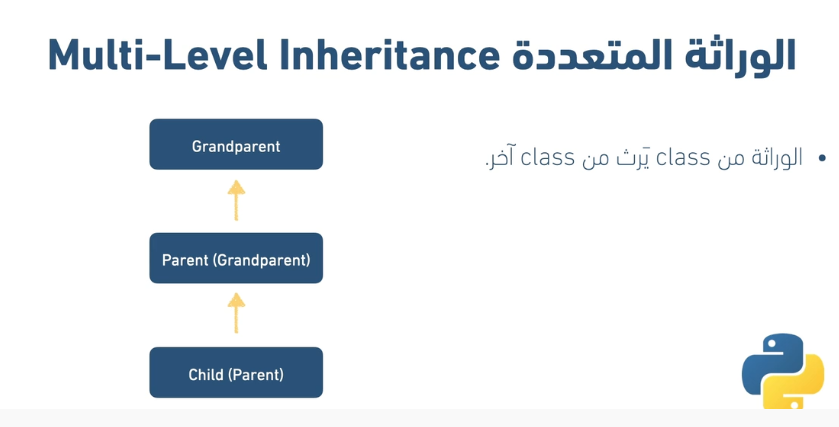 الوراثة المتعددة Multi-Level Inheritance
Grandparent
• الوراثة من class يَرث من class آخر.
Parent (Grandparent)
Child (Parent)